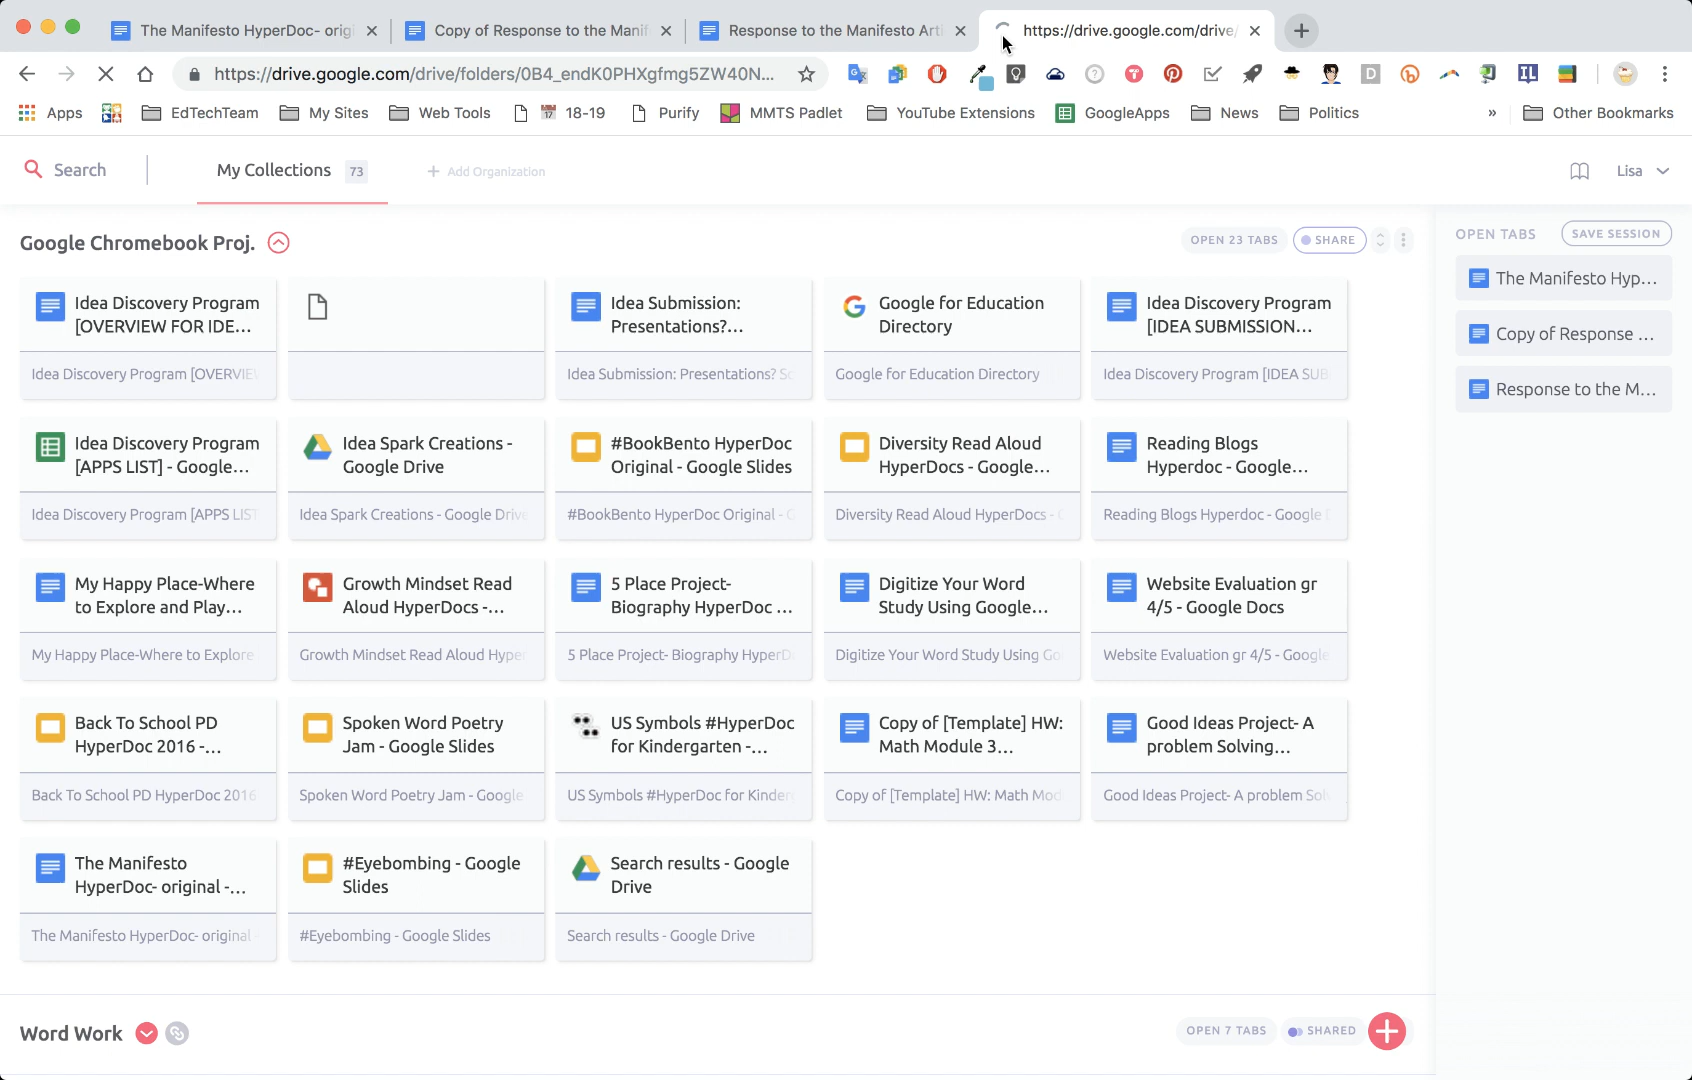 The Manifesto HyperDoc- orig
Copy of Response to the Manif
Response to the Manifesto Arti
https://drive.google.com/drive/
https://drive.google.com/drive/folders/0B4_endK0PHXgfmg5ZW40N...
Apps
EdTechTeam
My Sites
Web Tools
18-19
Purify
MMTS Padlet
YouTube Extensions
GoogleApps
News
Politics
»
Other Bookmarks
Search
My Collections 73
+ Add Organization
Lisa
Google Chromebook Proj.
OPEN 23 TABS
SHARE
OPEN TABS
SAVE SESSION
The Manifesto Hyp...
Copy of Response ...
Response to the M...
Idea Discovery Program
[OVERVIEW FOR IDE...
Idea Discovery Program [OVERVIEW
Idea Submission:
Presentations?...
Idea Submission: Presentations? Sc
Google for Education
Directory
Google for Education Directory
Idea Discovery Program
[IDEA SUBMISSION...
Idea Discovery Program [IDEA SUB
Idea Discovery Program
[APPS LIST] - Google...
Idea Discovery Program [APPS LIST
Idea Spark Creations -
Google Drive
Idea Spark Creations - Google Drive
#BookBento HyperDoc
Original - Google Slides
#BookBento HyperDoc Original - G
Diversity Read Aloud
HyperDocs - Google...
Diversity Read Aloud HyperDocs - G
Reading Blogs
Hyperdoc - Google...
Reading Blogs Hyperdoc - Google D
My Happy Place-Where
to Explore and Play...
My Happy Place-Where to Explore
Growth Mindset Read
Aloud HyperDocs -...
Growth Mindset Read Aloud Hyper
5 Place Project-
Biography HyperDoc ...
5 Place Project- Biography HyperD
Digitize Your Word
Study Using Google...
Digitize Your Word Study Using Go
Website Evaluation gr
4/5 - Google Docs
Website Evaluation gr 4/5 - Google
Back To School PD
HyperDoc 2016 -...
Back To School PD HyperDoc 2016
Spoken Word Poetry
Jam - Google Slides
Spoken Word Poetry Jam - Google
US Symbols #HyperDoc
for Kindergarten -...
US Symbols #HyperDoc for Kinder
Copy of [Template] HW:
Math Module 3...
Copy of [Template] HW: Math Mod
Good Ideas Project- A
problem Solving...
Good Ideas Project- A problem Solv
The Manifesto
HyperDoc- original -...
The Manifesto HyperDoc- original -
#Eyebombing - Google
Slides
#Eyebombing - Google Slides
Search results - Google
Drive
Search results - Google Drive
Word Work
OPEN 7 TABS
SHARED